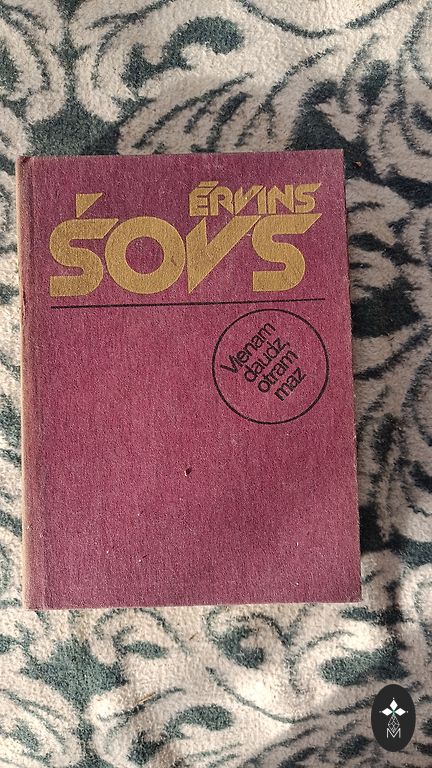 ĒRVINS
ŠOVS
Vienam
daudz,
otram
maz